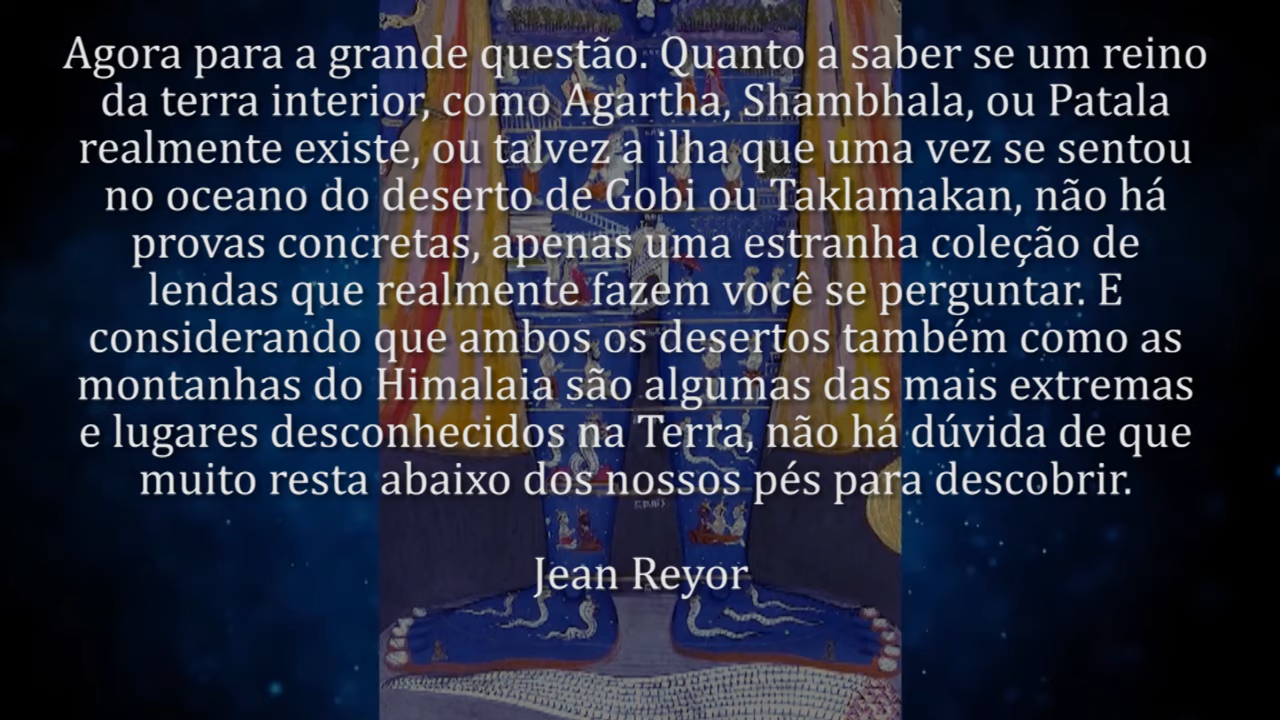 Agora para a grande questão. Quanto a saber se um reino
da terra interior, como Agartha, Shambhala, ou Patala
realmente existe, ou talvez a ilha que uma vez se sentou
no oceano do deserto de Gobi ou Taklamakan, não há
provas concretas, apenas uma estranha coleção de
lendas que realmente fazem você se perguntar. E
considerando que ambos os desertos também como as
montanhas do Himalaia são algumas das mais extremas
e lugares desconhecidos na Terra, não há dúvida de que
muito resta abaixo dos nossos pés para descobrir.
Jean Reyor